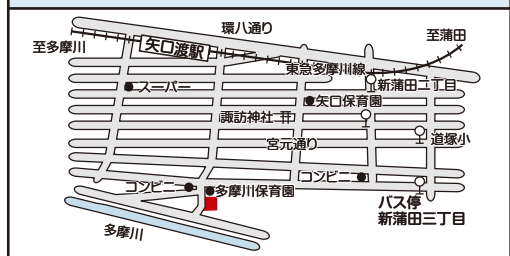 環八通り
至多摩川
矢口渡駅
至蒲田
東急多摩川線
スーパー
新蒲田二丁目
矢口保育園
諏訪神社
道塚小
宮元通り
コンビニ
コンビニ
多摩川保育園
バス停
新蒲田三丁目
多摩川